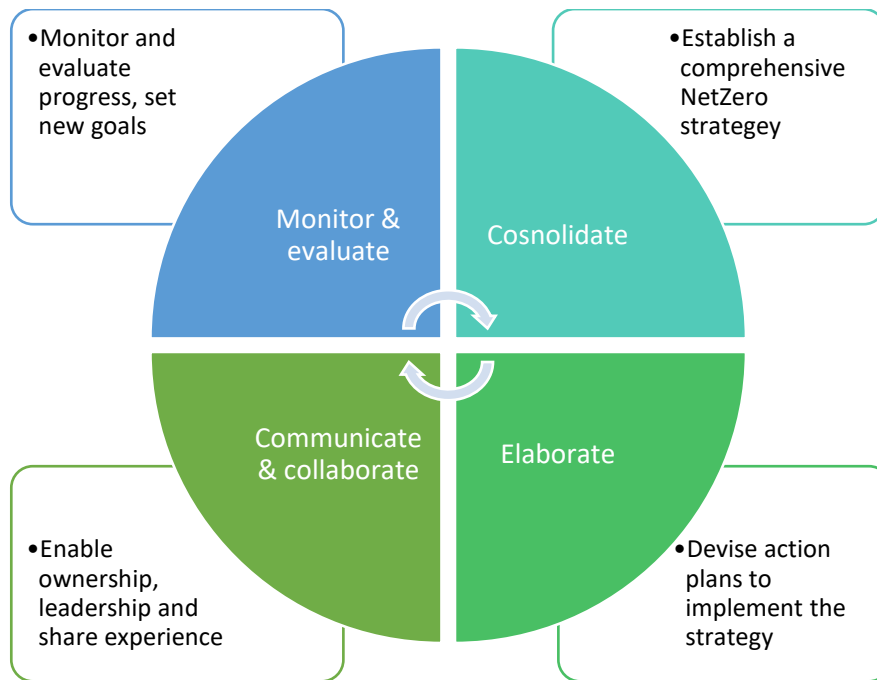 •Monitor and
evaluate
progress, set
new goals
•Establish a
comprehensive
NetZero
strategey
Monitor &
evaluate
Cosnolidate
Communicate
& collaborate
Elaborate
•Enable
ownership,
leadership and
share experience
•Devise action
plans to
implement the
strategy